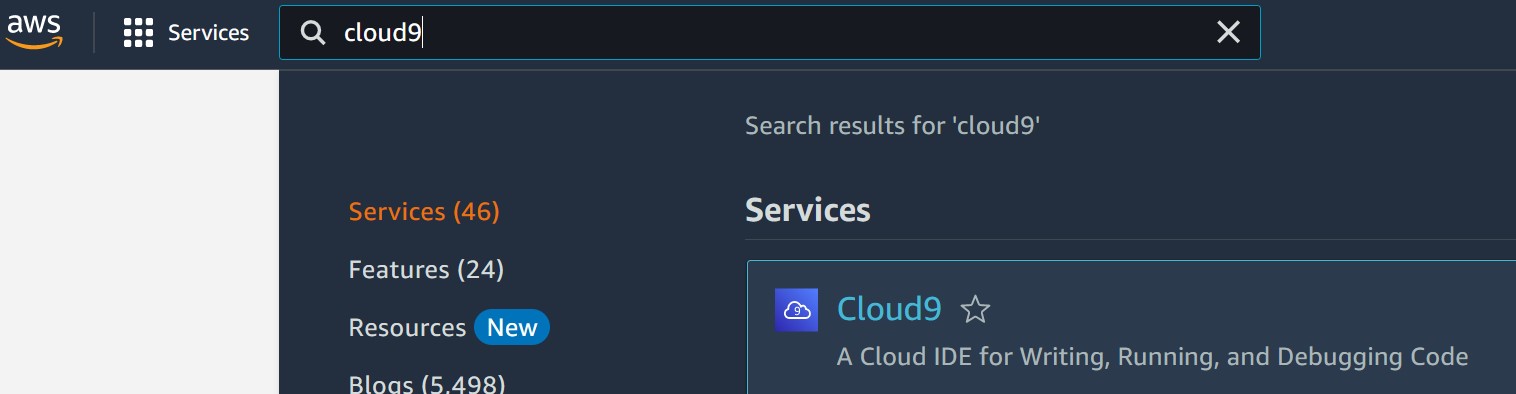 aws
Services
cloud9
Search results for 'cloud9'
Services (46)
Features (24)
Resources New
Blogs (5,498)
Services
9
Cloud9
A Cloud IDE for Writing, Running, and Debugging Code